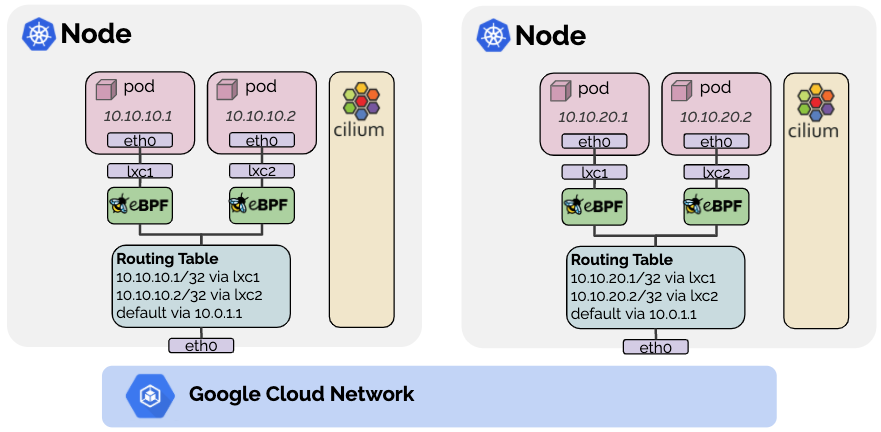 Node
pod
10.10.10.1
eth0
lxc1
eBPF
pod
10.10.10.2
eth0
lxc2
eBPF
cilium
Routing Table
10.10.10.1/32 via lxc1
10.10.10.2/32 via lxc2
default via 10.0.1.1
eth0
Node
pod
10.10.20.1
eth0
lxc1
eBPF
pod
10.10.20.2
eth0
lxc2
eBPF
cilium
Routing Table
10.10.20.1/32 via lxc1
10.10.20.2/32 via lxc2
default via 10.0.1.1
eth0
Google Cloud Network